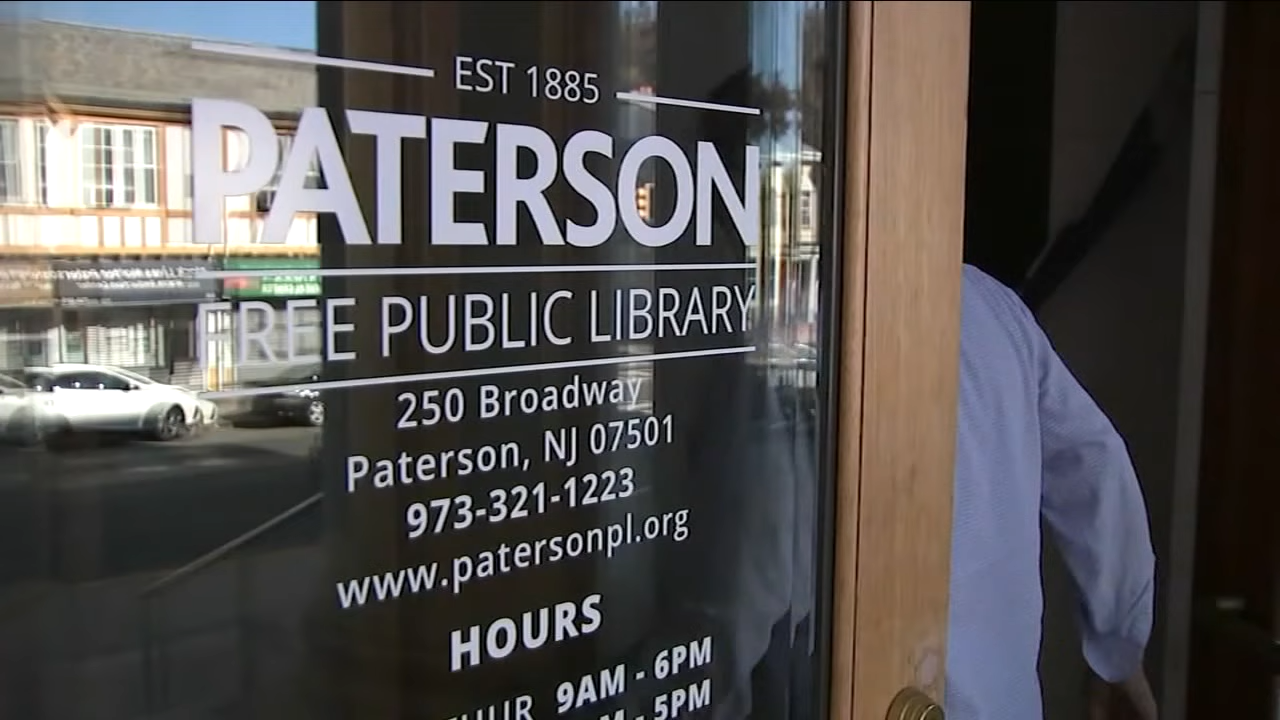 EST 1885
PATERSON
FREE PUBLIC LIBRARY
250 Broadway
Paterson, NJ 07501
973-321-1223
www.patersonpl.org
HOURS
9AM - 6PM
- 5PM